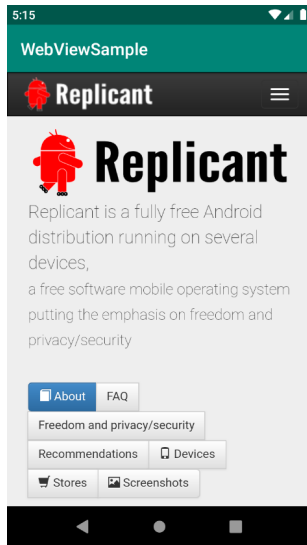 5:15
WebViewSample
Replicant
Replicant
Replicant is a fully free Android
distribution running on several
devices,
a free software mobile operating system
putting the emphasis on freedom and
privacy/security
About FAQ
Freedom and privacy/security
Recommendations Devices
Stores Screenshots